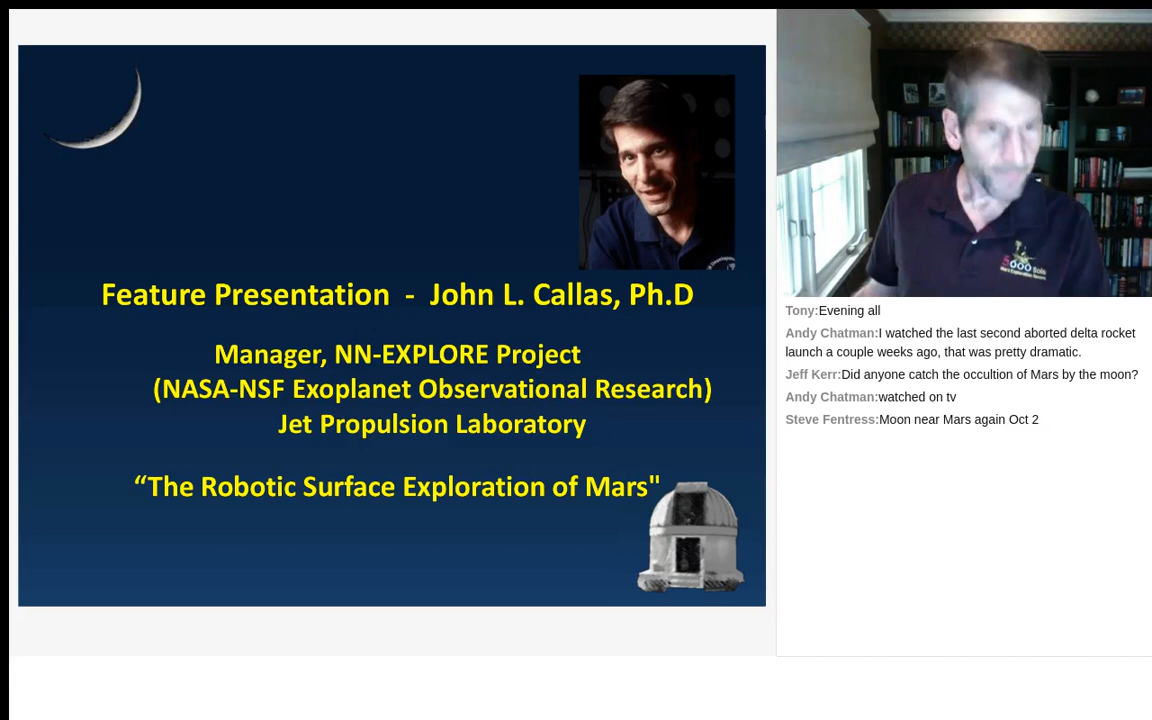 Feature Presentation - John L. Callas, Ph.D
Manager, NN-EXPLORE Project
(NASA-NSF Exoplanet Observational Research)
Jet Propulsion Laboratory
“The Robotic Surface Exploration of Mars"
5000 Sols
Tony:Evening all
Andy Chatman:I watched the last second aborted delta rocket
launch a couple weeks ago, that was pretty dramatic.
Jeff Kerr:Did anyone catch the occultion of Mars by the moon?
Andy Chatman:watched on tv
Steve Fentress:Moon near Mars again Oct 2